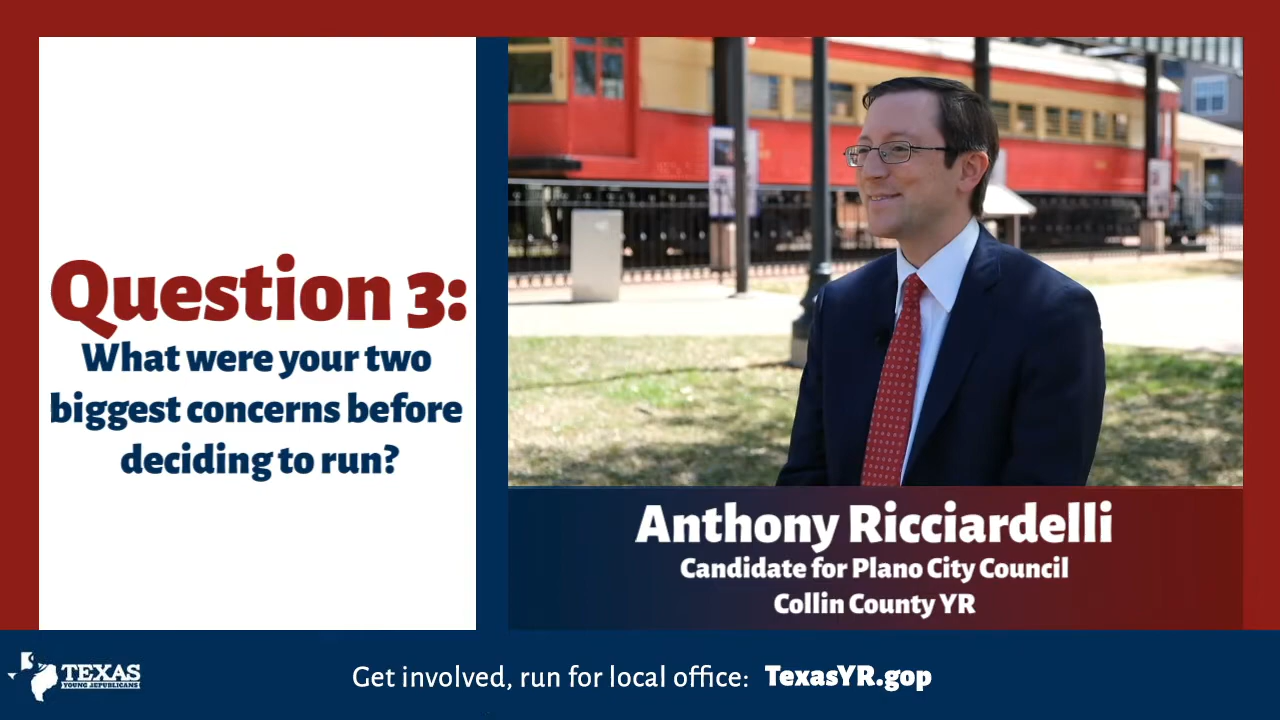 Question 3:
What were your two
biggest concerns before
deciding to run?
Anthony Ricciardelli
Candidate for Plano City Council
Collin County YR
TEXAS
YOUNG REPUBLICANS
Get involved, run for local office: TexasYR.gop